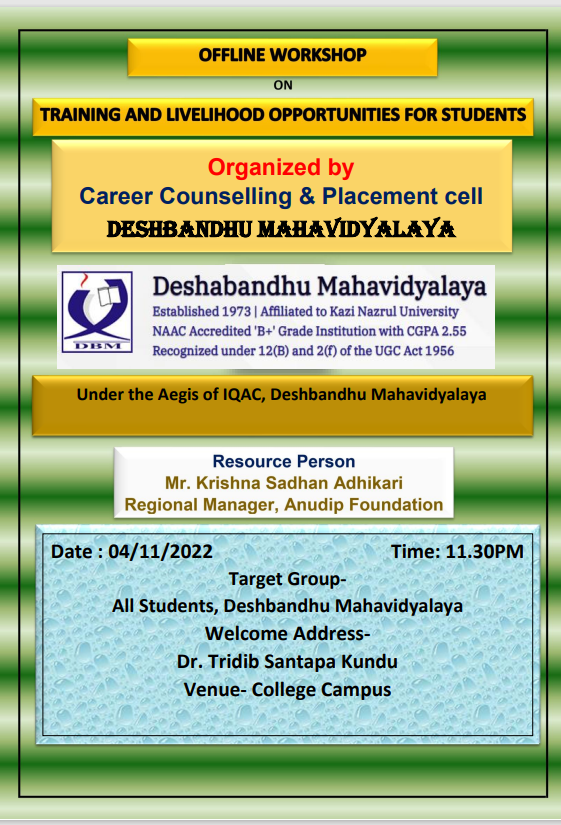 OFFLINE WORKSHOP
ON
TRAINING AND LIVELIHOOD OPPORTUNITIES FOR STUDENTS
Organized by
Career Counselling & Placement cell
DESHBANDHU MAHAVIDYALAYA
DBM
Deshabandhu Mahavidyalaya
Established 1973 | Affiliated to Kazi Nazrul University
NAAC Accredited 'B+' Grade Institution with CGPA 2.55
Recognized under 12(B) and 2(f) of the UGC Act 1956
Under the Aegis of IQAC, Deshbandhu Mahavidyalaya
Resource Person
Mr. Krishna Sadhan Adhikari
Regional Manager, Anudip Foundation
Date : 04/11/2022 Time: 11.30PM
Target Group-
All Students, Deshbandhu Mahavidyalaya
Welcome Address-
Dr. Tridib Santapa Kundu
Venue- College Campus